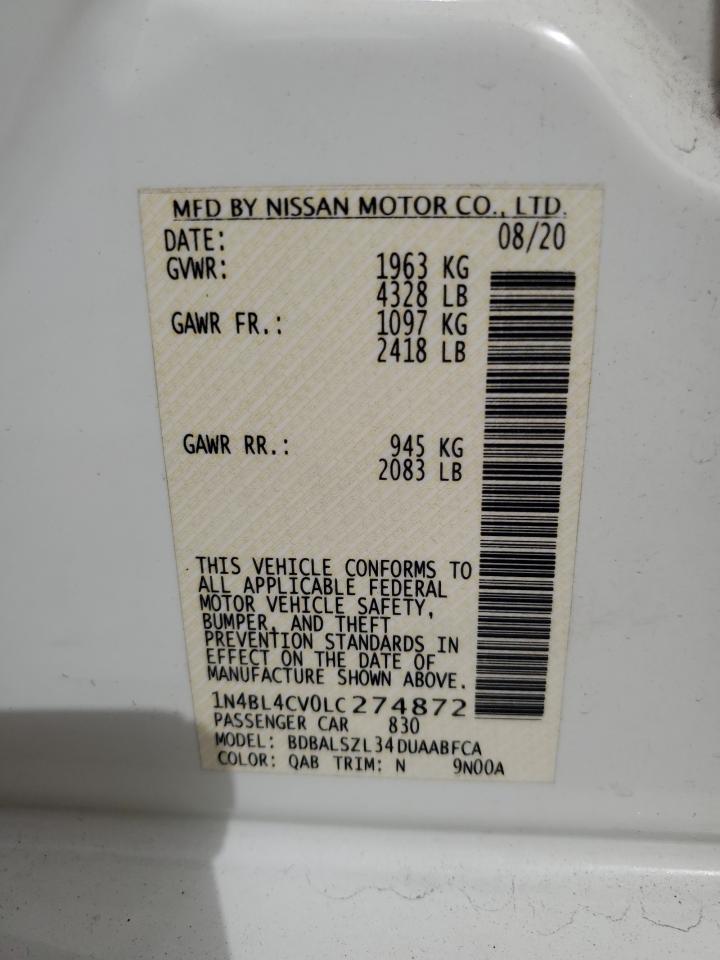 MFD BY NISSAN MOTOR CO., LTD.
DATE: 08/20
GVWR: 1963 KG
4328 LB
GAWR FR.: 1097 KG
2418 LB
GAWR RR.: 945 KG
2083 LB
THIS VEHICLE CONFORMS TO
ALL APPLICABLE FEDERAL
MOTOR VEHICLE SAFETY,
BUMPER, AND THEFT
PREVENTION STANDARDS IN
EFFECT ON THE DATE OF
MANUFACTURE SHOWN ABOVE.
1N4BL4CV0LC274872
PASSENGER CAR 830
MODEL: BDBALSZL34DUAABFCA
COLOR: QAB TRIM: N 9N00A